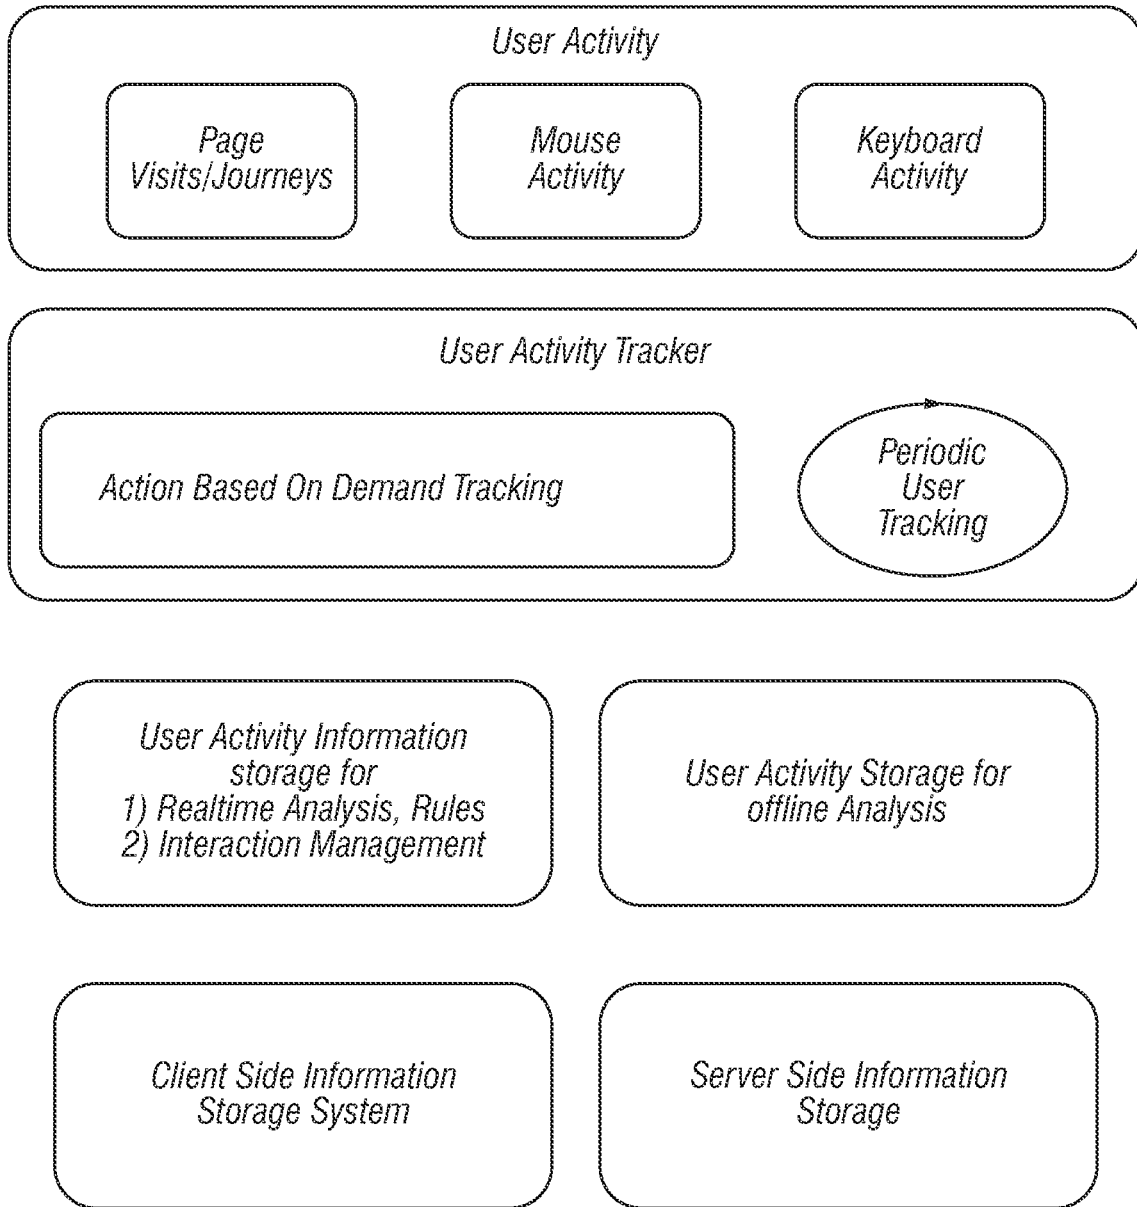 User Activity
Page
Visits/Journeys
Mouse
Activity
Keyboard
Activity
User Activity Tracker
Action Based On Demand Tracking
Periodic
User
Tracking
User Activity Information
storage for
1) Realtime Analysis, Rules
2) Interaction Management
User Activity Storage for
offline Analysis
Client Side Information
Storage System
Server Side Information
Storage